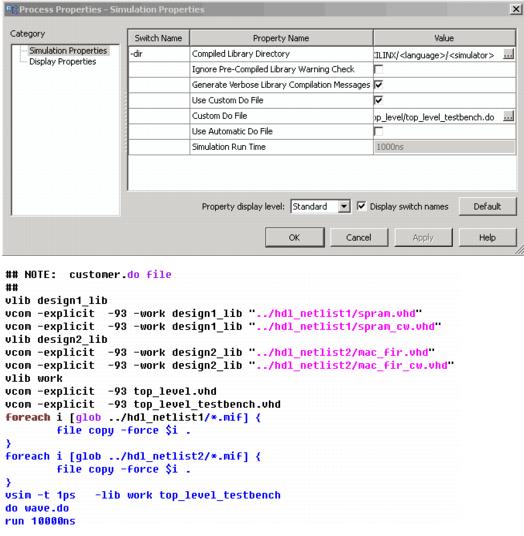 Process Properties - Simulation Properties
Category
Simulation Properties
Display Properties
Switch Name Property Name Value
-dir Compiled Library Directory ILINX/<language>/<simulator> ...
Ignore Pre-Compiled Library Warning Check
Generate Verbose Library Compilation Messages
Use Custom Do File
Custom Do File op_level/top_level_testbench.do ...
Use Automatic Do File
Simulation Run Time 1000ns
Property display level: Standard Display switch names Default
OK Cancel Apply Help
## NOTE: customer.do file
##
vlib design1_lib
vcom -explicit -93 -work design1_lib "../hdl_netlist1/spram.vhd"
vcom -explicit -93 -work design1_lib "../hdl_netlist1/spram_cw.vhd"
vlib design2_lib
vcom -explicit -93 -work design2_lib "../hdl_netlist2/mac_fir.vhd"
vcom -explicit -93 -work design2_lib "../hdl_netlist2/mac_fir_cw.vhd"
vlib work
vcom -explicit -93 top_level.vhd
vcom -explicit -93 top_level_testbench.vhd
foreach i [glob ../hdl_netlist1/*.mif] {
file copy -force $i .
}
foreach i [glob ../hdl_netlist2/*.mif] {
file copy -force $i .
}
vsim -t 1ps -lib work top_level_testbench
do wave.do
run 10000ns